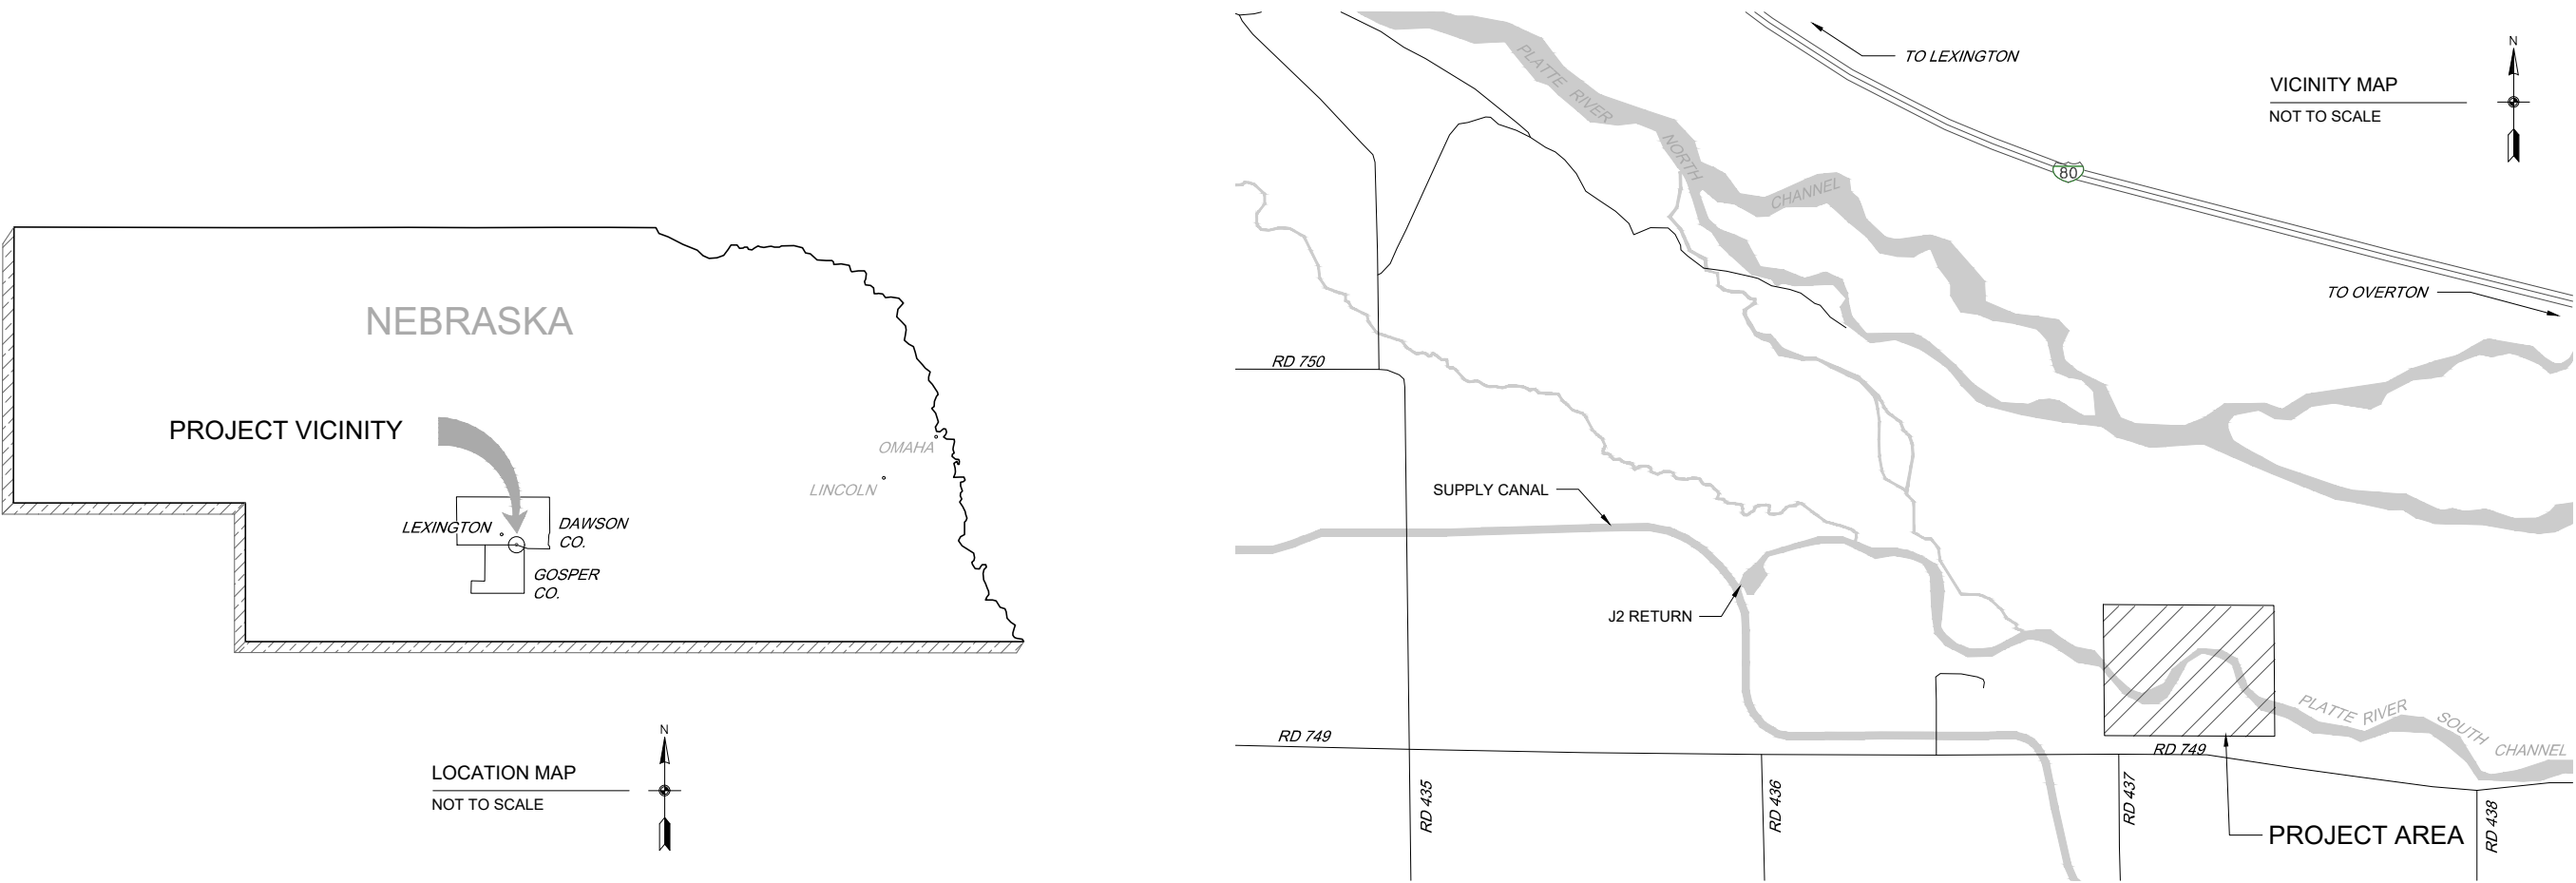 NEBRASKA
PROJECT VICINITY
OMAHA
LINCOLN
LEXINGTON
DAWSON
CO.
GOSPER
CO.
N
LOCATION MAP
NOT TO SCALE
TO LEXINGTON
N
VICINITY MAP
NOT TO SCALE
PLATTE RIVER
NORTH
CHANNEL
80
TO OVERTON
RD 750
SUPPLY CANAL
J2 RETURN
PLATTE RIVER
SOUTH
CHANNEL
RD 749
RD 749
RD 435
RD 436
RD 437
RD 438
PROJECT AREA